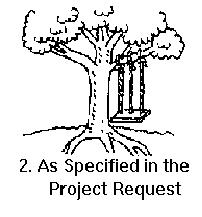 2. As Specified in the
Project Request